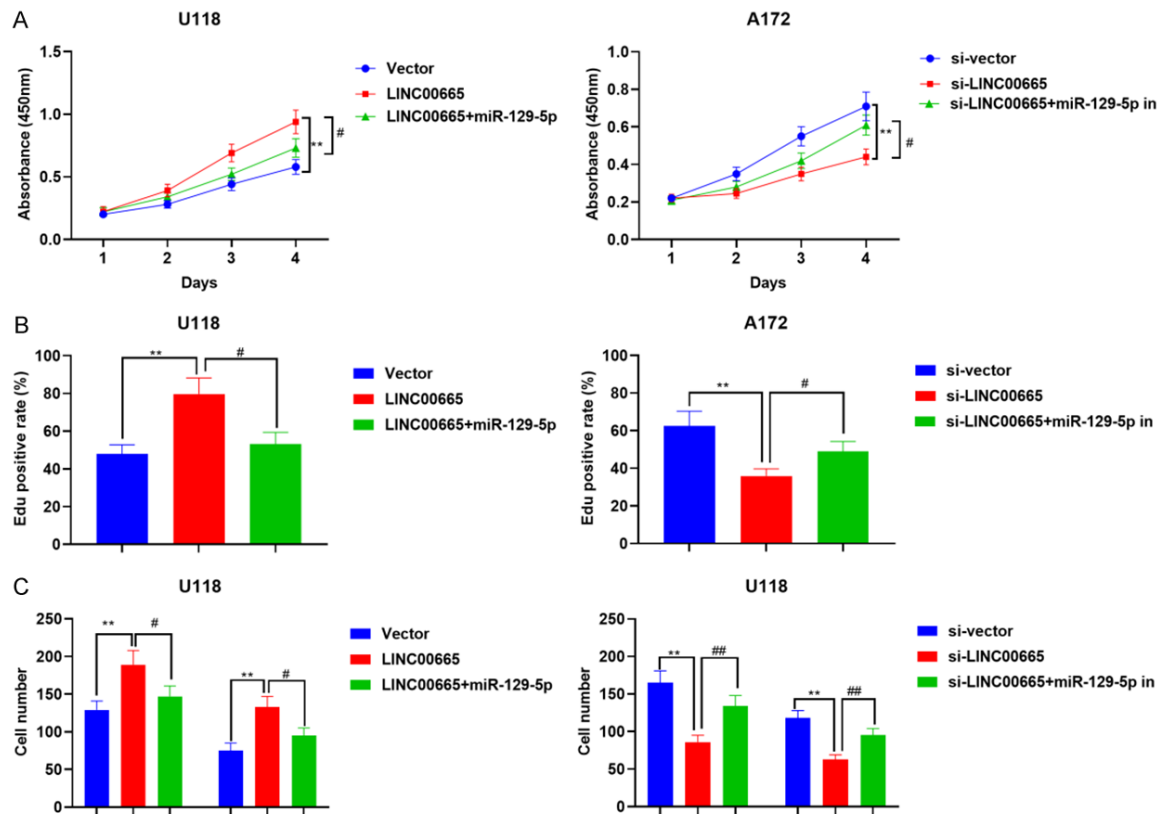 A
U118
A172
Absorbance (450nm)
1.5
1.0
0.5
0.0
1 2 3 4
Days
Vector
LINC00665
LINC00665+miR-129-5p
**
#
Absorbance (450nm)
1.0
0.8
0.6
0.4
0.2
0.0
1 2 3 4
Days
si-vector
si-LINC00665
si-LINC00665+miR-129-5p in
**
#
B
U118
A172
Edu positive rate (%)
100
80
60
40
20
0
** #
Vector
LINC00665
LINC00665+miR-129-5p
Edu positive rate (%)
100
80
60
40
20
0
** #
si-vector
si-LINC00665
si-LINC00665+miR-129-5p in
C
U118
U118
Cell number
250
200
150
100
50
0
** #
** #
Vector
LINC00665
LINC00665+miR-129-5p
Cell number
250
200
150
100
50
0
** ##
** ##
si-vector
si-LINC00665
si-LINC00665+miR-129-5p in